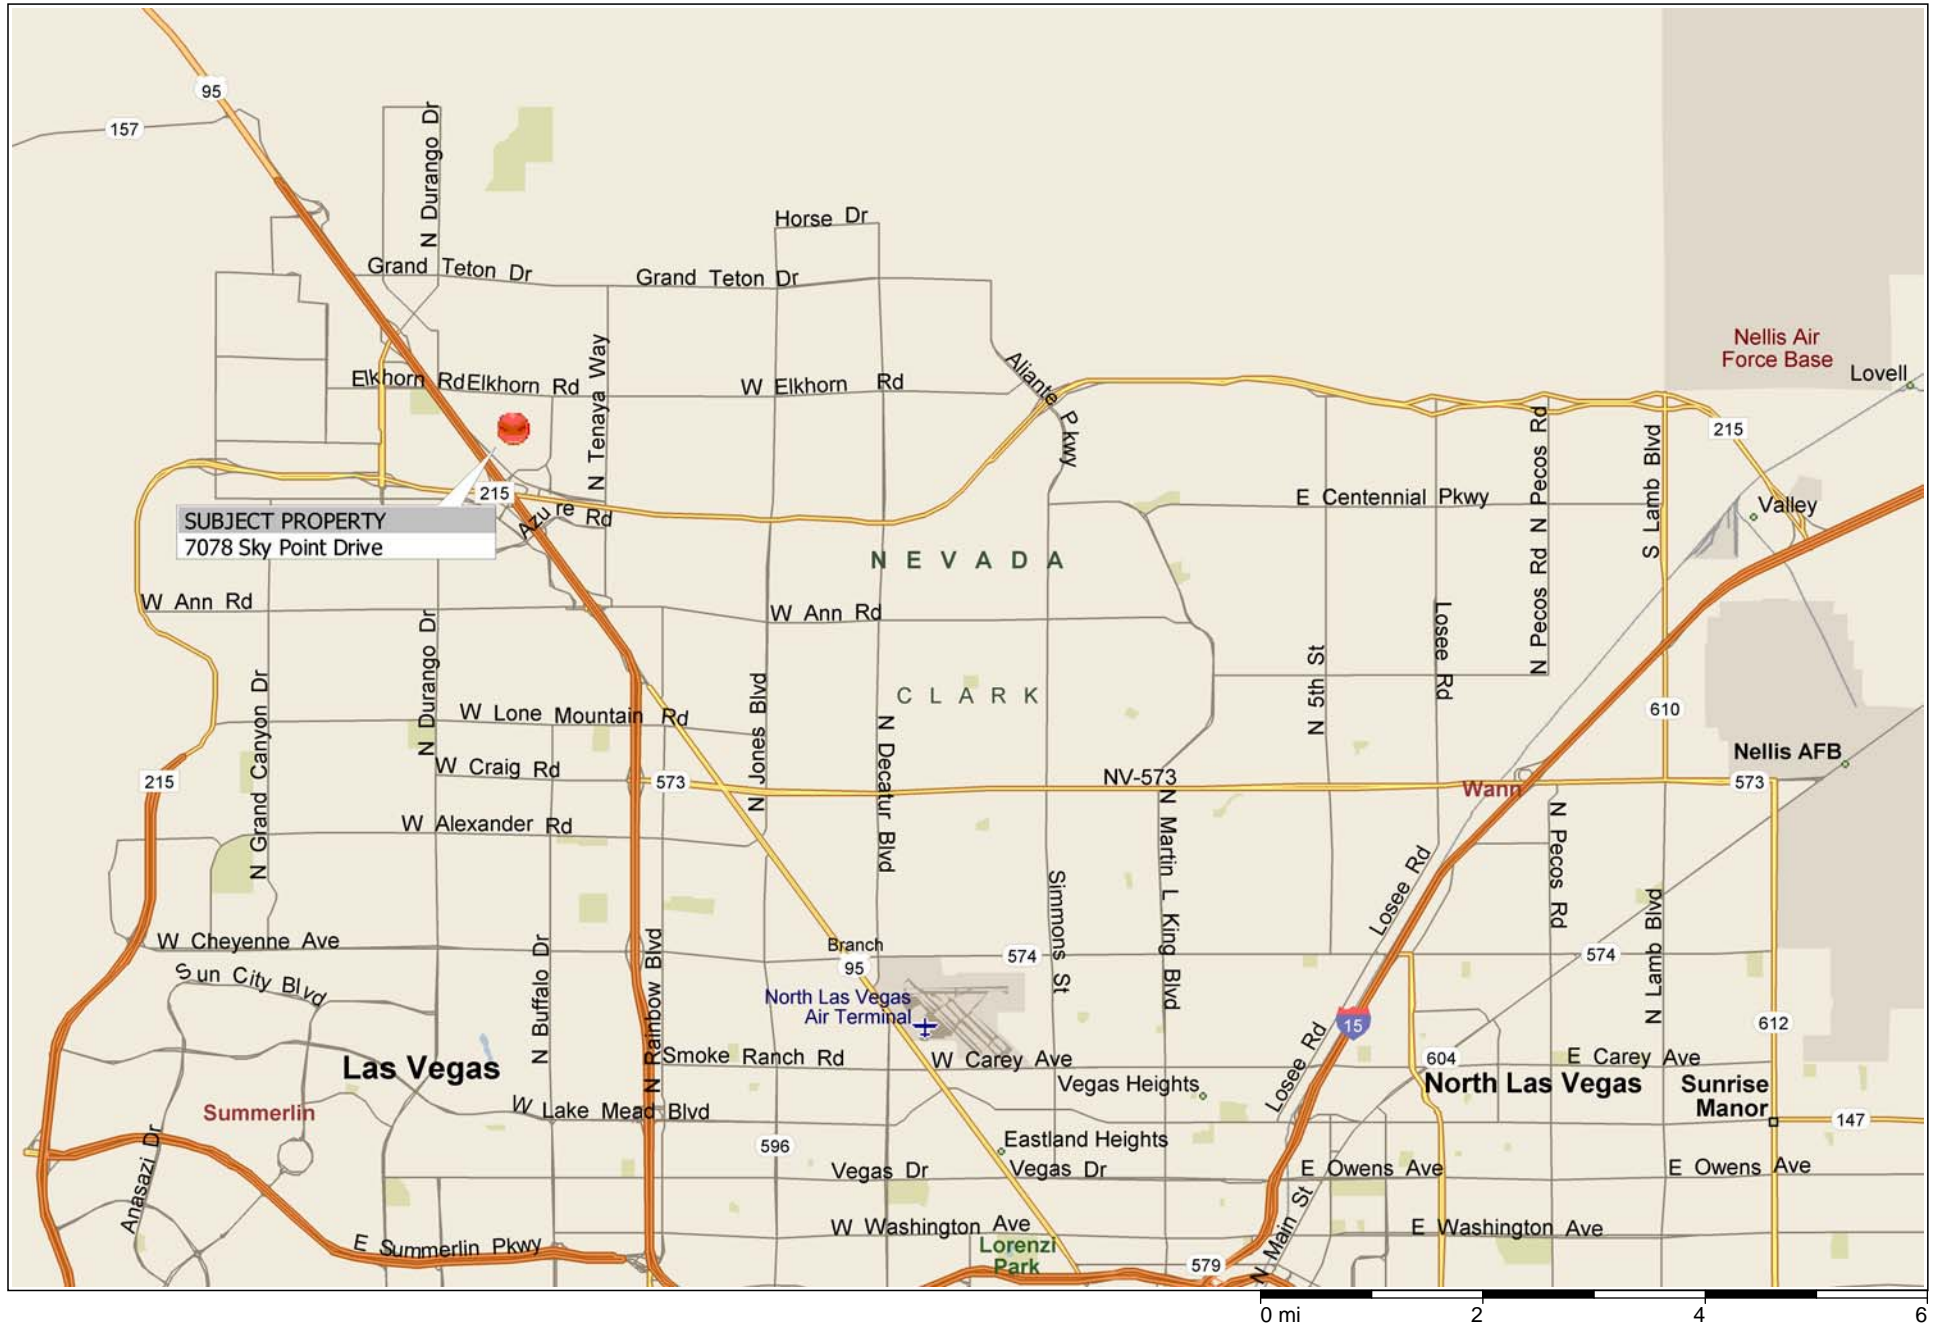 95
157
N Durango Dr
Horse Dr
Grand Teton Dr
Grand Teton Dr
Nellis Air
Force Base
Lovell
Aliante Pkwy
Elkhorn Rd
Elkhorn Rd
W Elkhorn Rd
N Tenaya Way
215
215
N Pecos Rd
N Pecos Rd
S Lamb Blvd
E Centennial Pkwy
Valley
SUBJECT PROPERTY
7078 Sky Point Drive
Azure Rd
NEVADA
W Ann Rd
W Ann Rd
N Durango Dr
Losee Rd
N 5th St
N Grand Canyon Dr
CLARK
N Jones Blvd
W Lone Mountain Rd
N Decatur Blvd
610
Nellis AFB
W Craig Rd
215
573
NV-573
Wann
573
N Martin L King Blvd
N Pecos Rd
W Alexander Rd
Losee Rd
Simmons St
N Lamb Blvd
W Cheyenne Ave
Branch
95
574
574
Sun City Blvd
N Buffalo Dr
N Rainbow Blvd
North Las Vegas
Air Terminal
15
612
Losee Rd
Las Vegas
Smoke Ranch Rd
W Carey Ave
604
E Carey Ave
Vegas Heights
North Las Vegas
Sunrise
Manor
Summerlin
W Lake Mead Blvd
147
596
Eastland Heights
Anasazi Dr
Vegas Dr
Vegas Dr
E Owens Ave
E Owens Ave
N Main St
W Washington Ave
E Washington Ave
E Summerlin Pkwy
Lorenzi
Park
579
0 mi 2 4 6